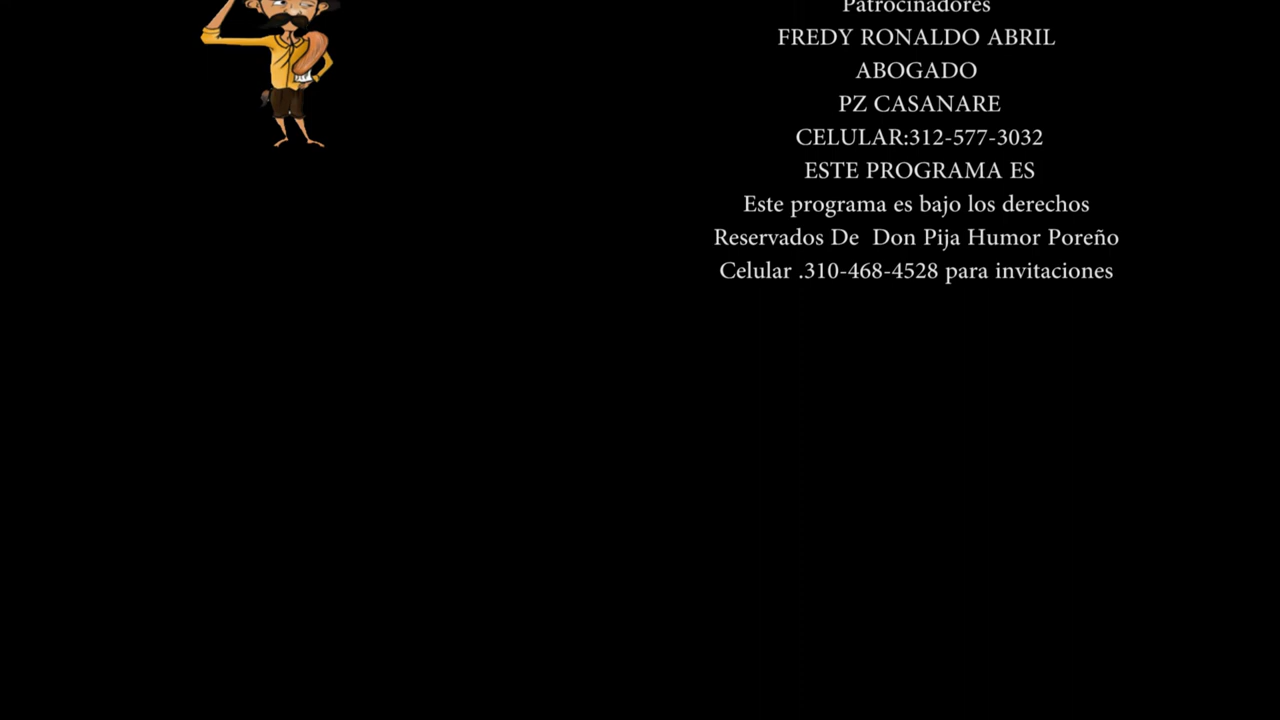 Patrocinadores
FREDY RONALDO ABRIL
ABOGADO
PZ CASANARE
CELULAR:312-577-3032
ESTE PROGRAMA ES
Este programa es bajo los derechos
Reservados De  Don Pija Humor Poreño
Celular .310-468-4528 para invitaciones